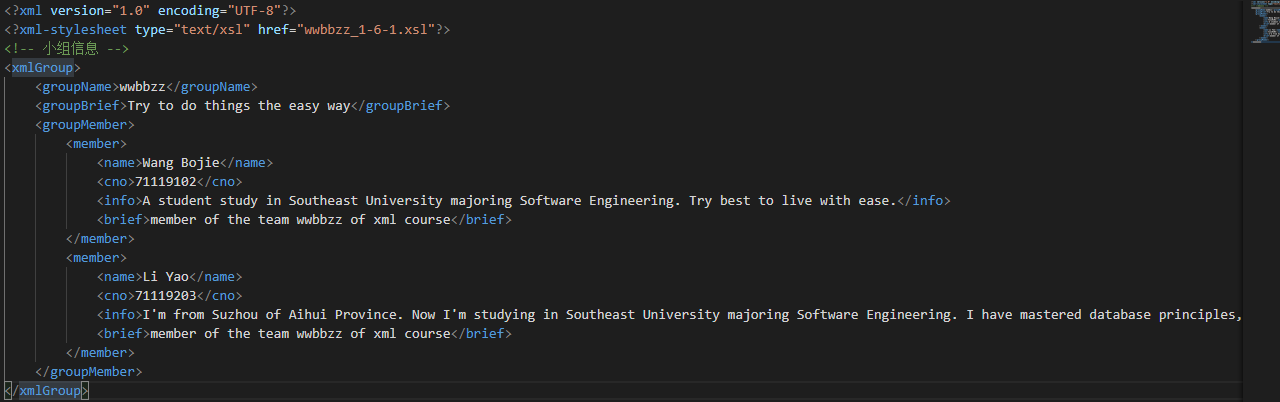 <?xml version="1.0" encoding="UTF-8"?>
<?xml-stylesheet type="text/xsl" href="wwbbzz_1-6-1.xsl"?>
<!-- 小组信息 -->
<xmlGroup>
<groupName>wwbbzz</groupName>
<groupBrief>Try to do things the easy way</groupBrief>
<groupMember>
<member>
<name>Wang Bojie</name>
<cno>71119102</cno>
<info>A student study in Southeast University majoring Software Engineering. Try best to live with ease.</info>
<brief>member of the team wwbbzz of xml course</brief>
</member>
<member>
<name>Li Yao</name>
<cno>71119203</cno>
<info>I'm from Suzhou of Aihui Province. Now I'm studying in Southeast University majoring Software Engineering. I have mastered database principles,
<brief>member of the team wwbbzz of xml course</brief>
</member>
</groupMember>
</xmlGroup>